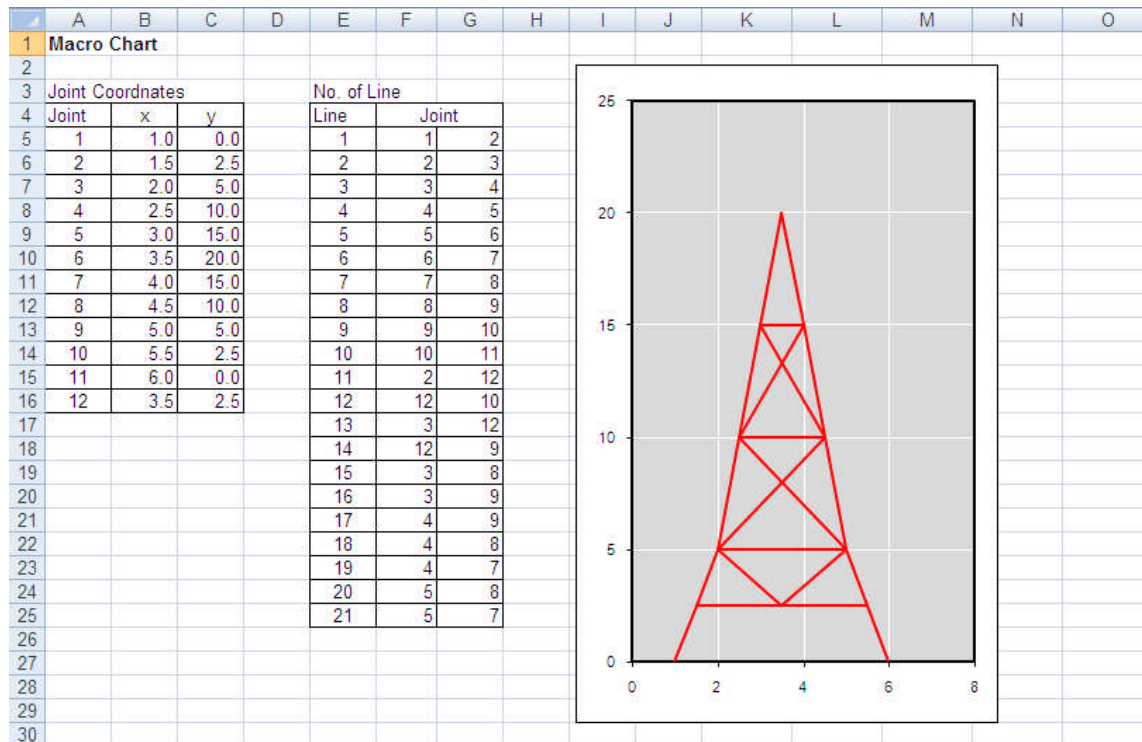 A B C D E F G H I J K L M N O
1 Macro Chart
2
3 Joint Coordnates No. of Line
4 Joint x y Line Joint
5 1 1.0 0.0 1 1 2
6 2 1.5 2.5 2 2 3
7 3 2.0 5.0 3 3 4
8 4 2.5 10.0 4 4 5
9 5 3.0 15.0 5 5 6
10 6 3.5 20.0 6 6 7
11 7 4.0 15.0 7 7 8
12 8 4.5 10.0 8 8 9
13 9 5.0 5.0 9 9 10
14 10 5.5 2.5 10 10 11
15 11 6.0 0.0 11 2 12
16 12 3.5 2.5 12 12 10
17 13 3 12
18 14 12 9
19 15 3 8
20 16 3 9
21 17 4 9
22 18 4 8
23 19 4 7
24 20 5 8
25 21 5 7
26
27
28
29
30
25
20
15
10
5
0
0 2 4 6 8